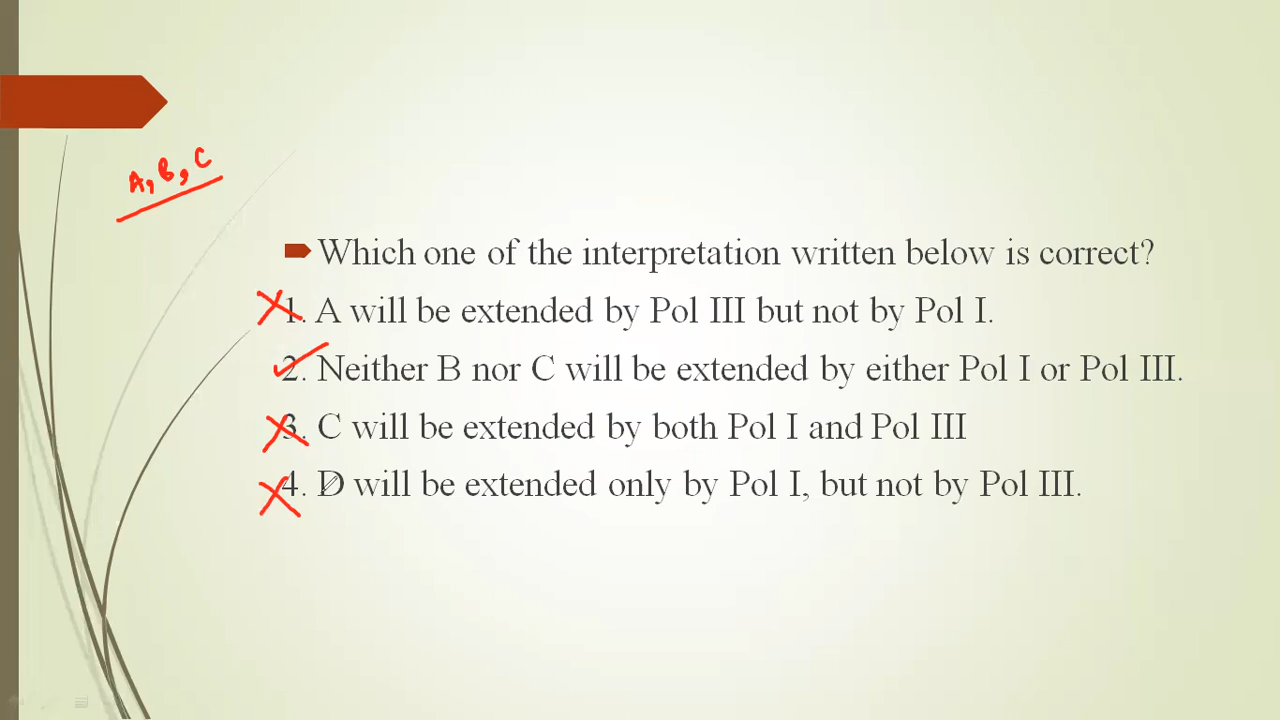 A, B, C
Which one of the interpretation written below is correct?
1. A will be extended by Pol III but not by Pol I.
2. Neither B nor C will be extended by either Pol I or Pol III.
3. C will be extended by both Pol I and Pol III
4. D will be extended only by Pol I, but not by Pol III.